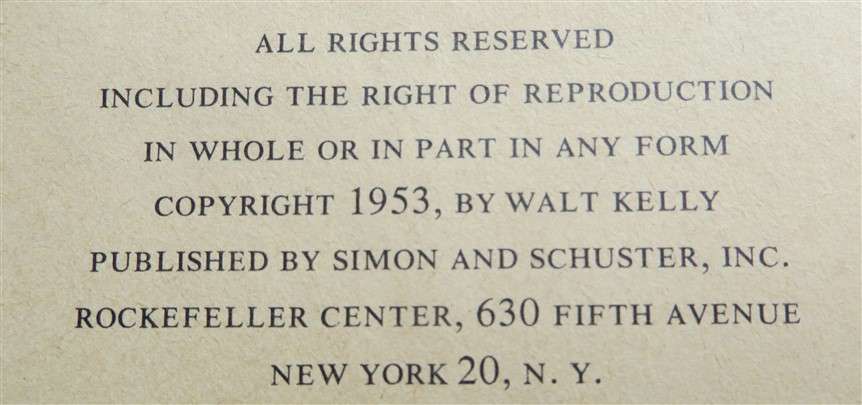 ALL RIGHTS RESERVED
INCLUDING THE RIGHT OF REPRODUCTION
IN WHOLE OR IN PART IN ANY FORM
COPYRIGHT 1953, BY WALT KELLY
PUBLISHED BY SIMON AND SCHUSTER, INC.
ROCKEFELLER CENTER, 630 FIFTH AVENUE
NEW YORK 20, N. Y.